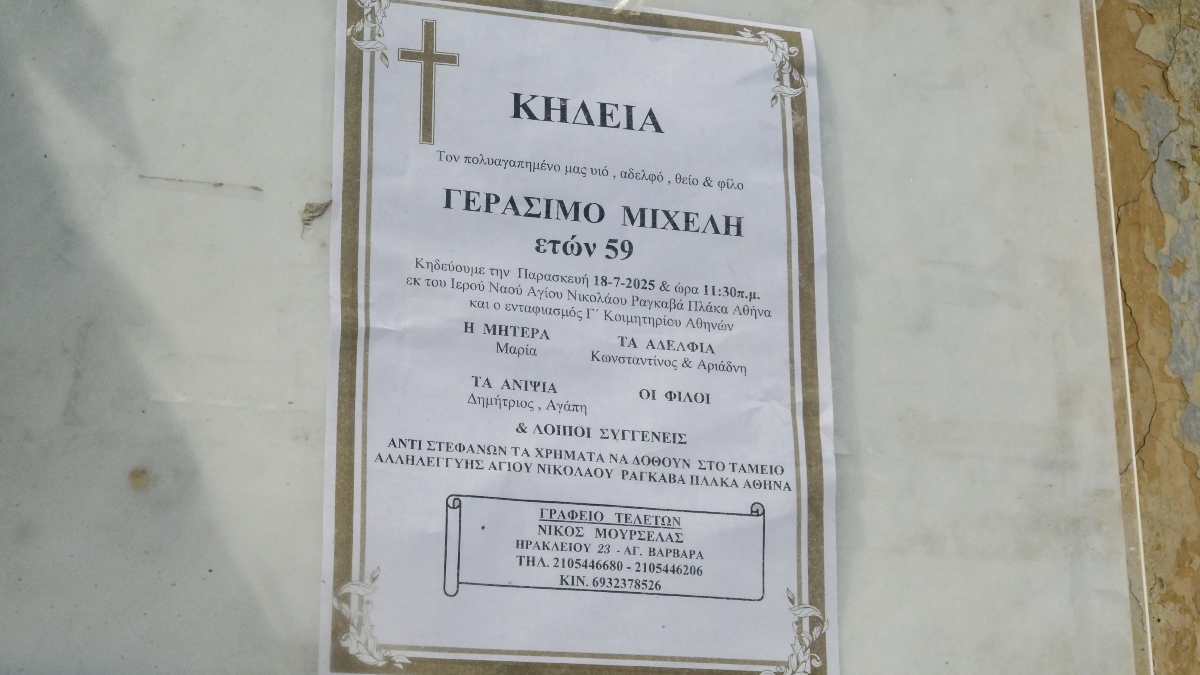 ΚΗΔΕΙΑ
Τον πολυαγαπημένο μας υιό , αδελφό , θείο & φίλο
ΓΕΡΑΣΙΜΟ ΜΙΧΕΛΗ
ετών 59
Κηδεύουμε την Παρασκευή 18-7-2025 & ώρα 11:30π.μ.
εκ του Ιερού Ναού Αγίου Νικολάου Ραγκαβά Πλάκα Αθήνα
και ο ενταφιασμός Γ΄ Κοιμητηρίου Αθηνών
Η ΜΗΤΕΡΑ
Μαρία
ΤΑ ΑΔΕΛΦΙΑ
Κωνσταντίνος & Αριάδνη
ΤΑ ΑΝΙΨΙΑ
Δημήτριος , Αγάπη
ΟΙ ΦΙΛΟΙ
& ΛΟΙΠΟΙ ΣΥΓΓΕΝΕΙΣ
ΑΝΤΙ ΣΤΕΦΑΝΩΝ ΤΑ ΧΡΗΜΑΤΑ ΝΑ ΔΟΘΟΥΝ ΣΤΟ ΤΑΜΕΙΟ
ΑΛΛΗΛΕΓΓΥΗΣ ΑΓΙΟΥ ΝΙΚΟΛΑΟΥ ΡΑΓΚΑΒΑ ΠΛΑΚΑ ΑΘΗΝΑ
ΓΡΑΦΕΙΟ ΤΕΛΕΤΩΝ
ΝΙΚΟΣ ΜΟΥΡΣΕΛΑΣ
ΗΡΑΚΛΕΙΟΥ 23 - ΑΓ. ΒΑΡΒΑΡΑ
ΤΗΛ. 2105446680 - 2105446206
ΚΙΝ. 6932378526